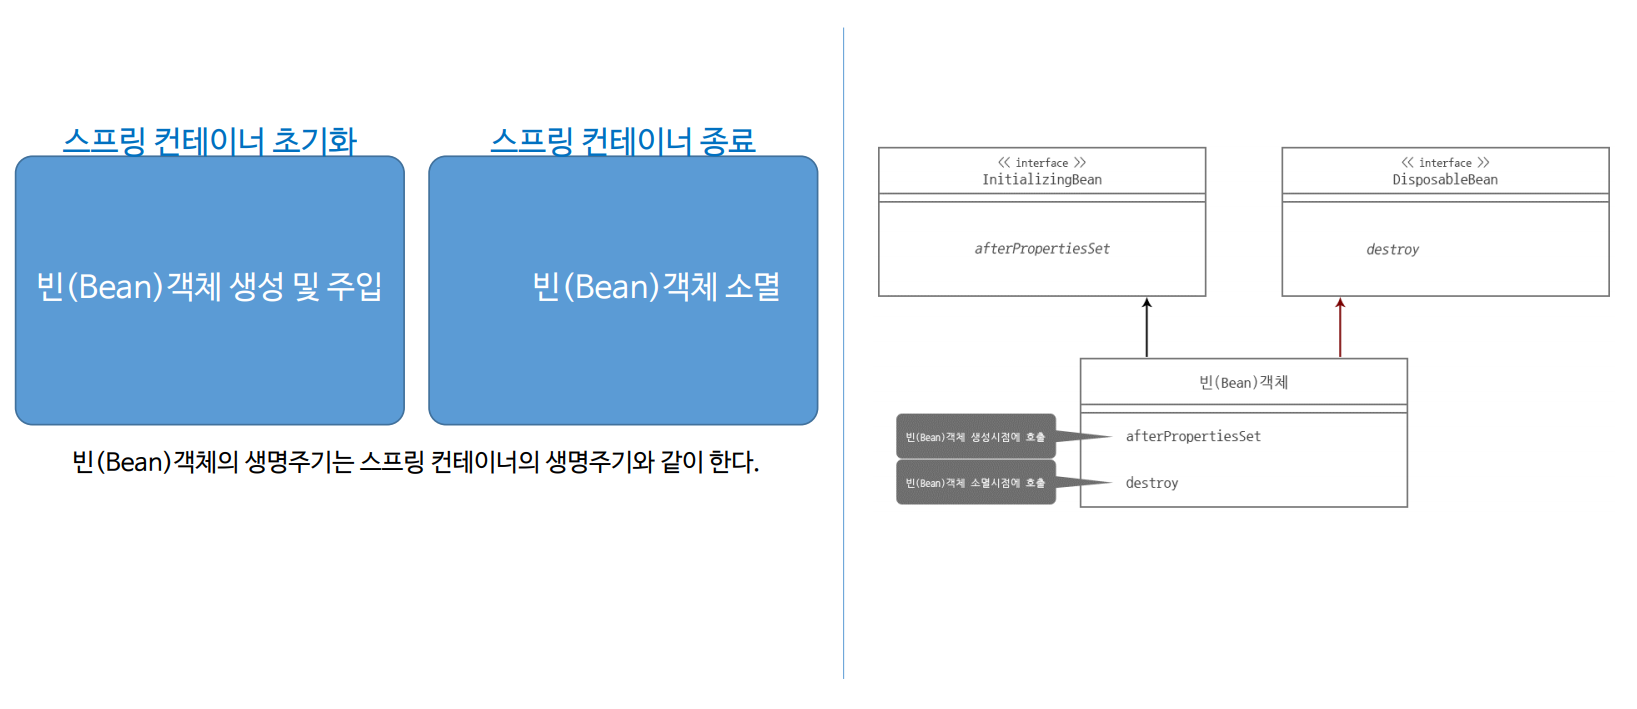 스프링 컨테이너 초기화
빈(Bean)객체 생성 및 주입
스프링 컨테이너 종료
빈(Bean)객체 소멸
빈(Bean)객체의 생명주기는 스프링 컨테이너의 생명주기와 같이 한다.
<< interface >>
InitializingBean
afterPropertiesSet
<< interface >>
DisposableBean
destroy
빈(Bean)객체
빈(Bean)객체 생성시점에 호출
afterPropertiesSet
빈(Bean)객체 소멸시점에 호출
destroy